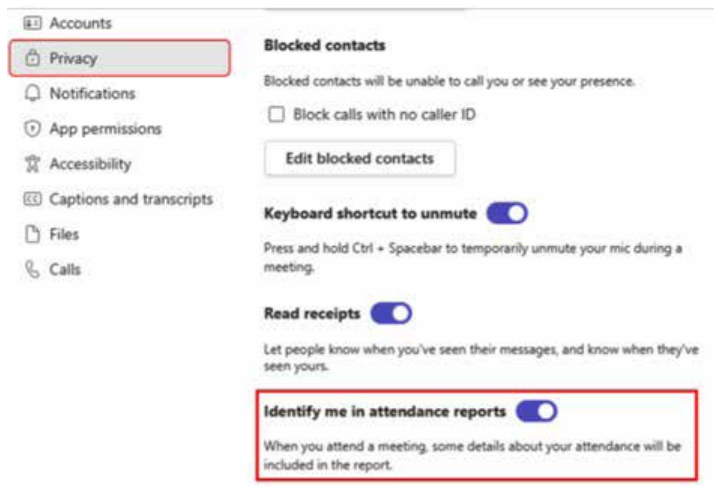 Accounts
Privacy
Notifications
App permissions
Accessibility
Captions and transcripts
Files
Calls
Blocked contacts
Blocked contacts will be unable to call you or see your presence.
Block calls with no caller ID
Edit blocked contacts
Keyboard shortcut to unmute
Press and hold Ctrl + Spacebar to temporarily unmute your mic during a
meeting.
Read receipts
Let people know when you've seen their messages, and know when they've
seen yours.
Identify me in attendance reports
When you attend a meeting, some details about your attendance will be
included in the report.